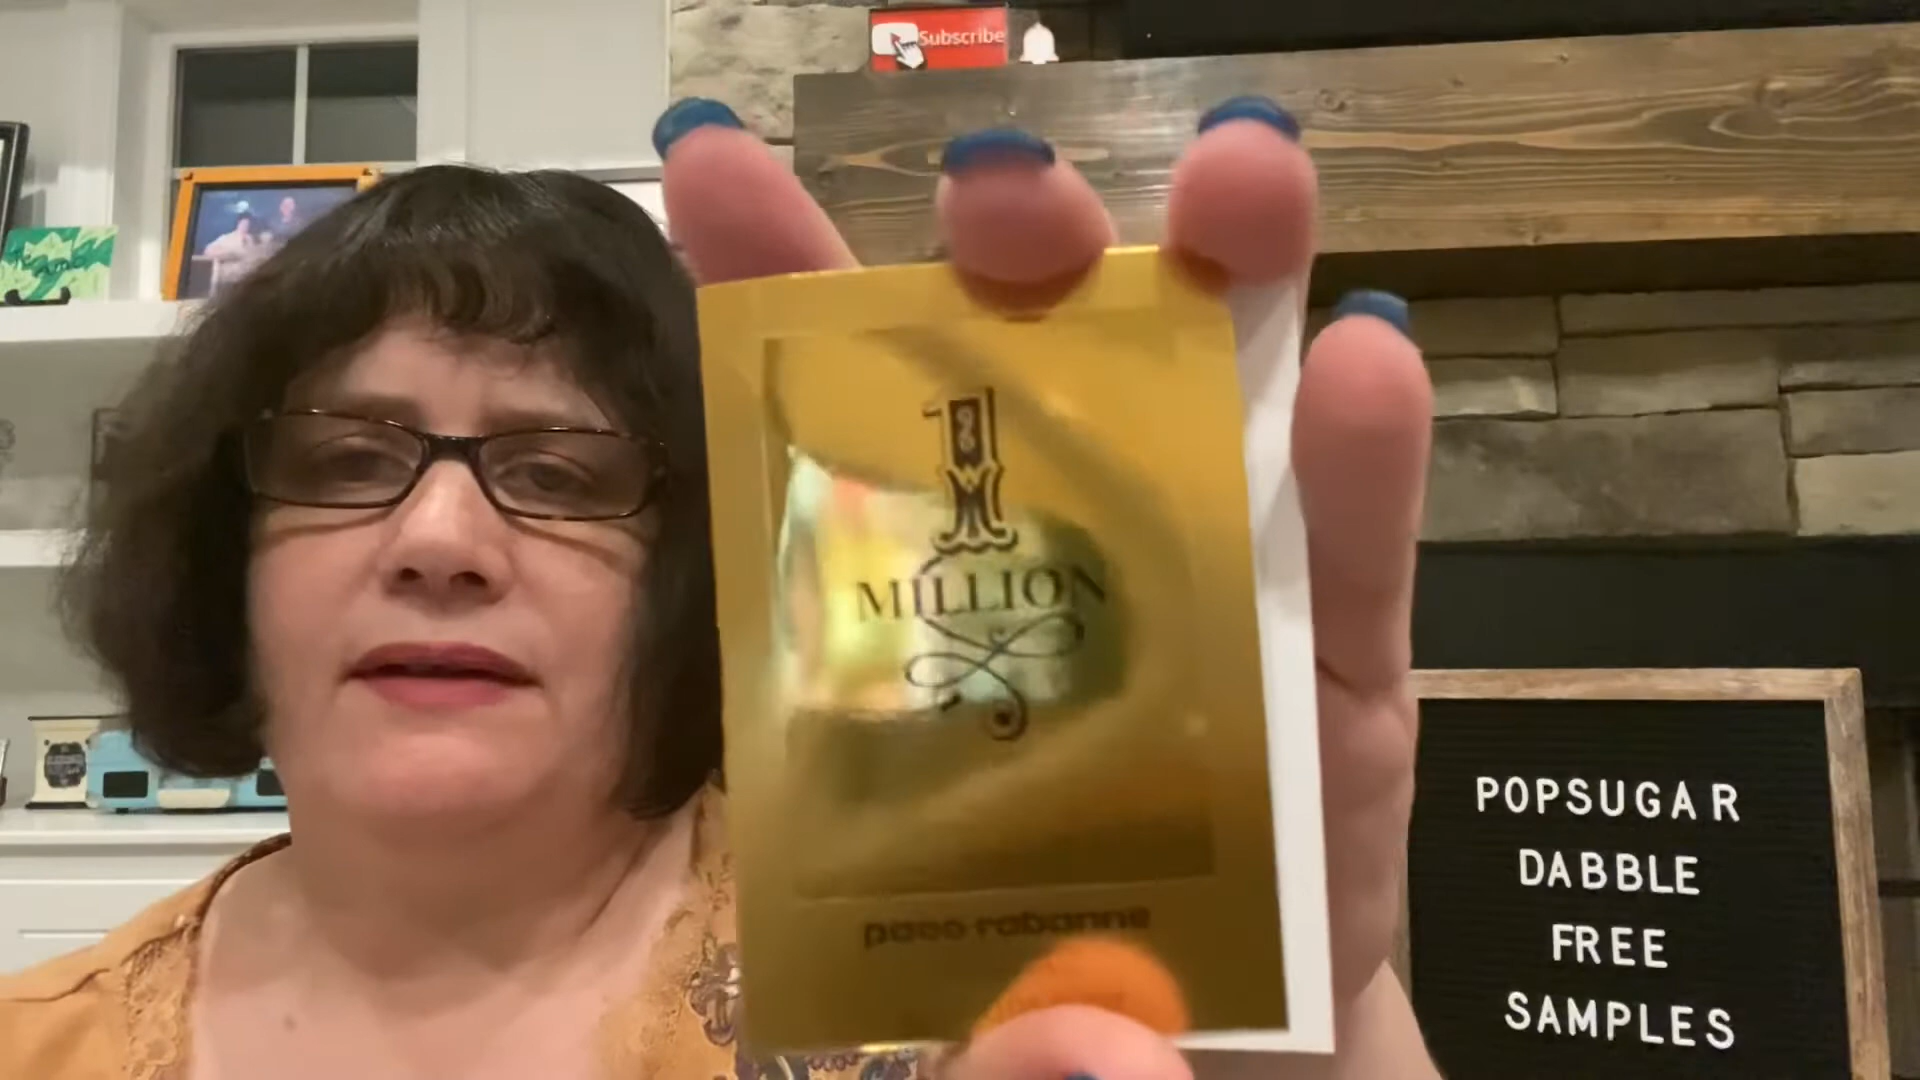 Subscribe
1
MILLION
paco rabanne
POPSUGAR
DABBLE
FREE
SAMPLES